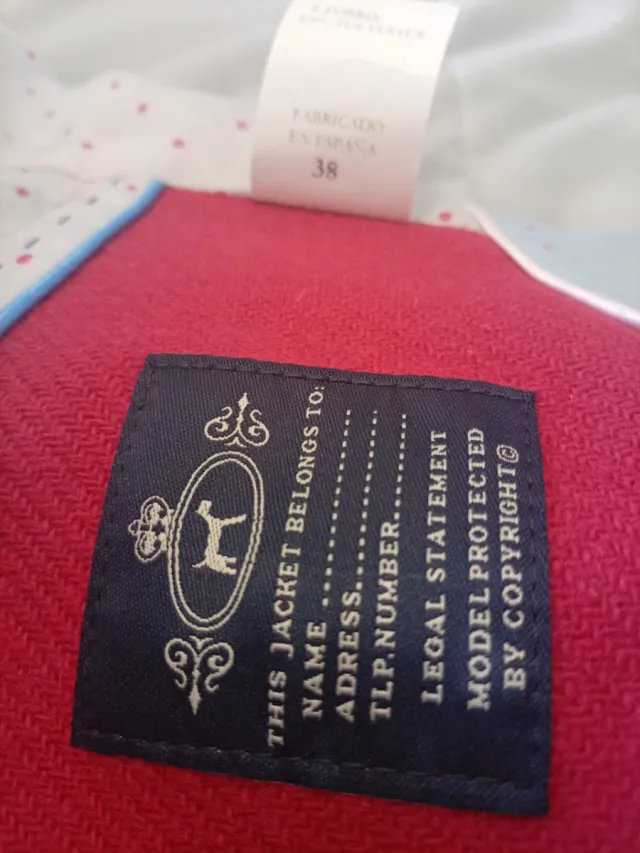 FABRICADO
EN ESPAÑA
38
THIS JACKET BELONGS TO:
NAME ................
ADRESS................
TLP.NUMBER..........
LEGAL STATEMENT
MODEL PROTECTED
BY COPYRIGHT©